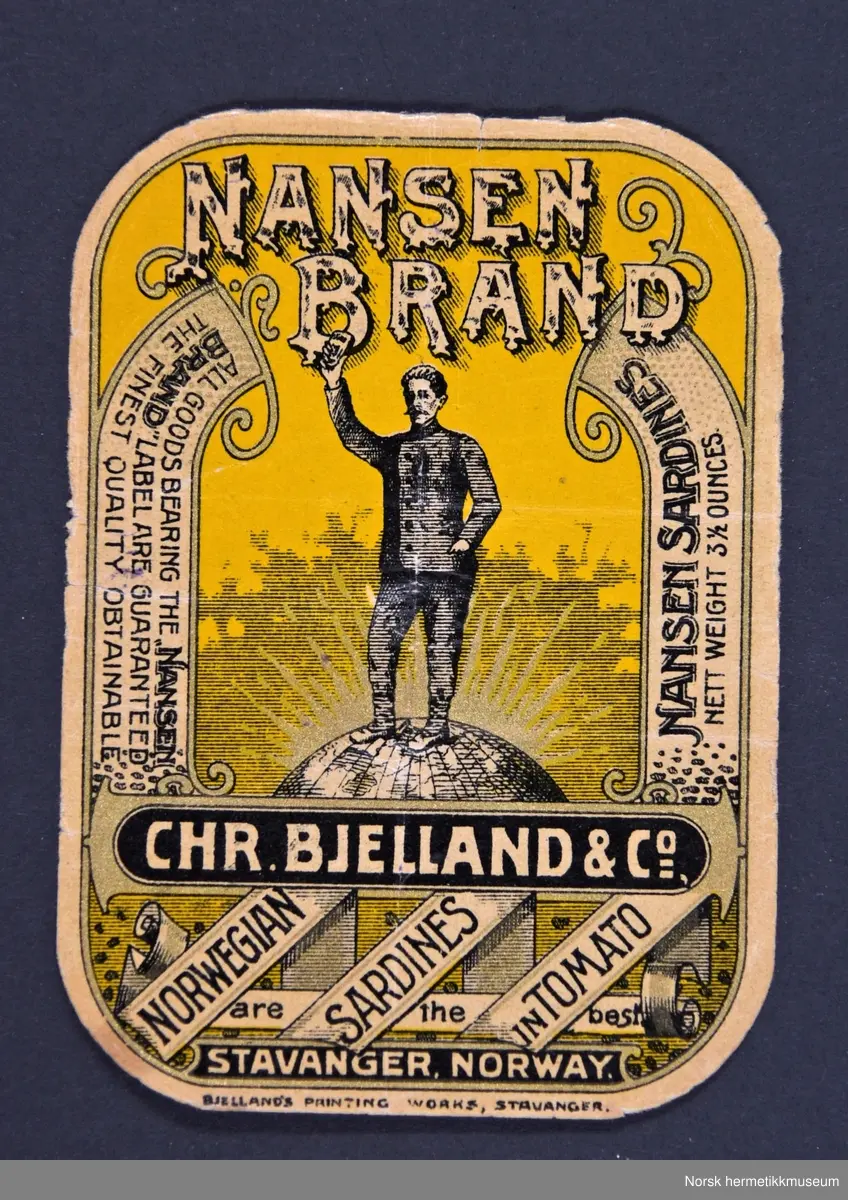 NANSEN
BRAND
ALL GOODS BEARING THE "NANSEN
BRAND" LABEL ARE GUARANTEED
THE FINEST QUALITY OBTAINABLE
NANSEN SARDINES
NETT WEIGHT 3½ OUNCES.
CHR. BJELLAND & Co.,
NORWEGIAN
SARDINES
IN TOMATO
are the best.
STAVANGER, NORWAY.
BJELLAND'S PRINTING WORKS, STAVANGER.
Norsk hermetikkmuseum